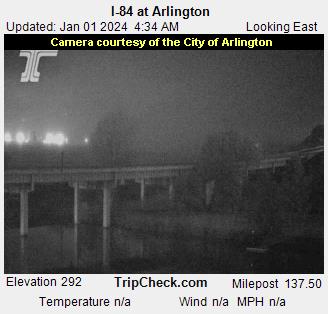 I-84 at Arlington
Updated: Jan 01 2024 4:34 AM Looking East
Camera courtesy of the City of Arlington
Elevation 292 TripCheck.com Milepost 137.50
Temperature n/a Wind n/a MPH n/a